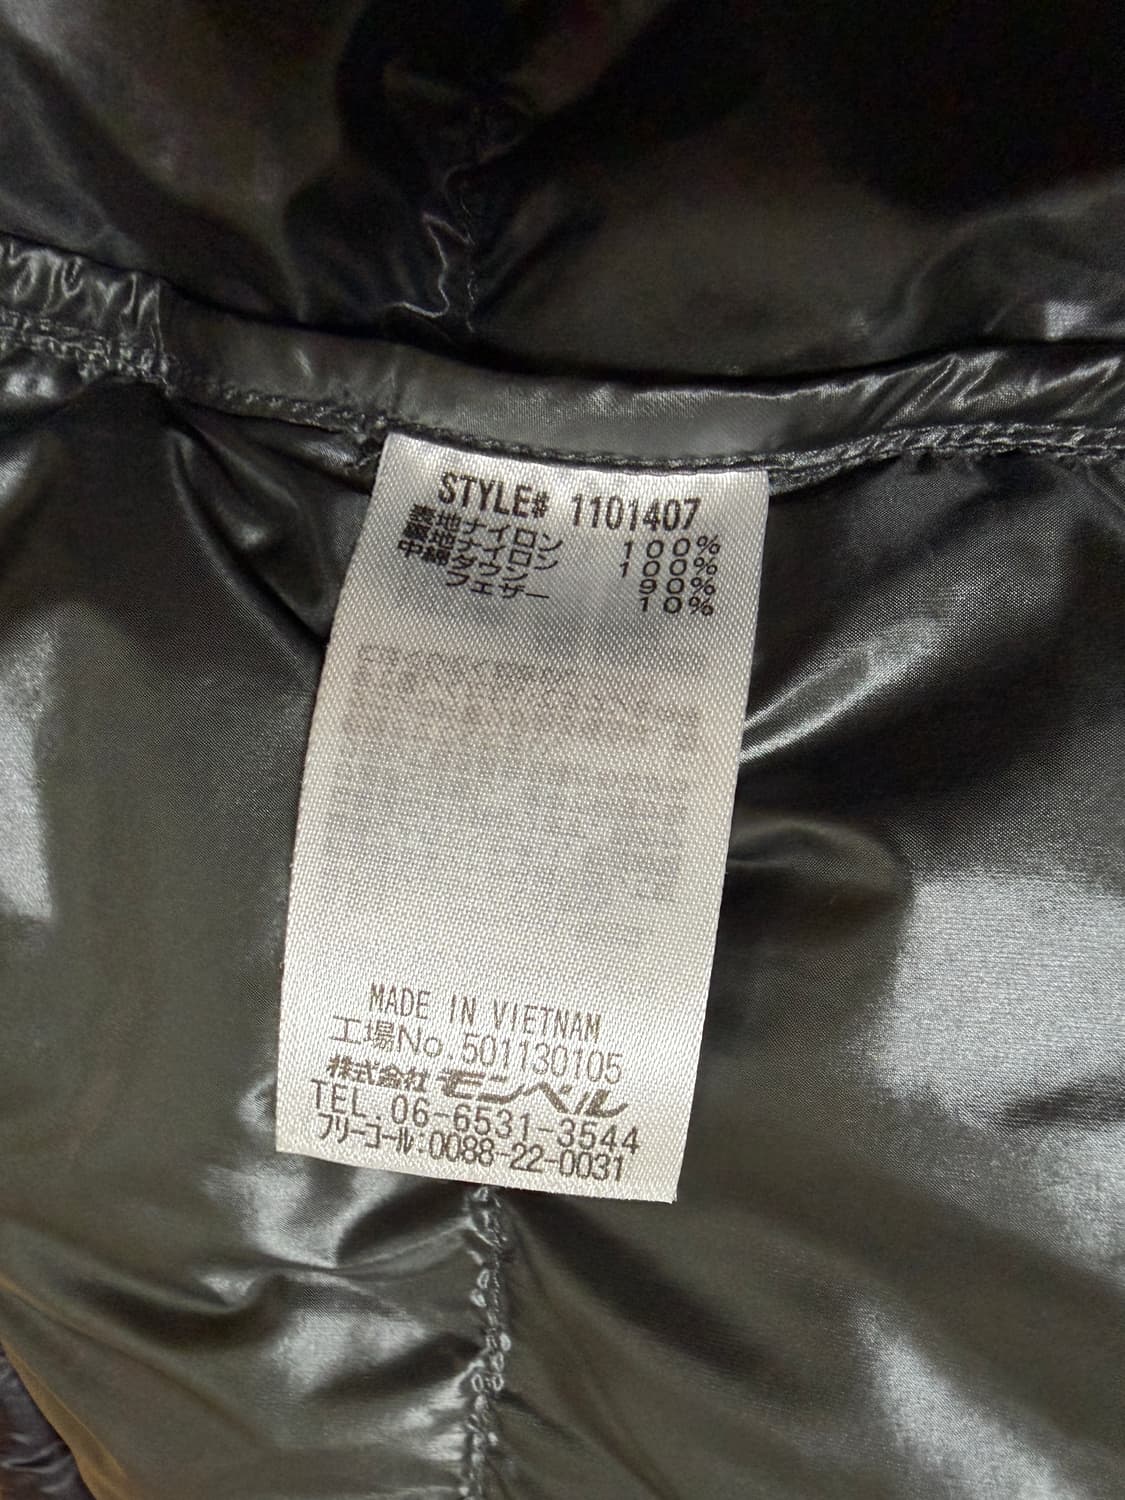 STYLE# 1101407
表地ナイロン 100%
裏地ナイロン 100%
中綿ダウン 90%
フェザー 10%
MADE IN VIETNAM
工場No.501130105
株式会社モンベル
TEL.06-6531-3544
フリーコール:0088-22-0031